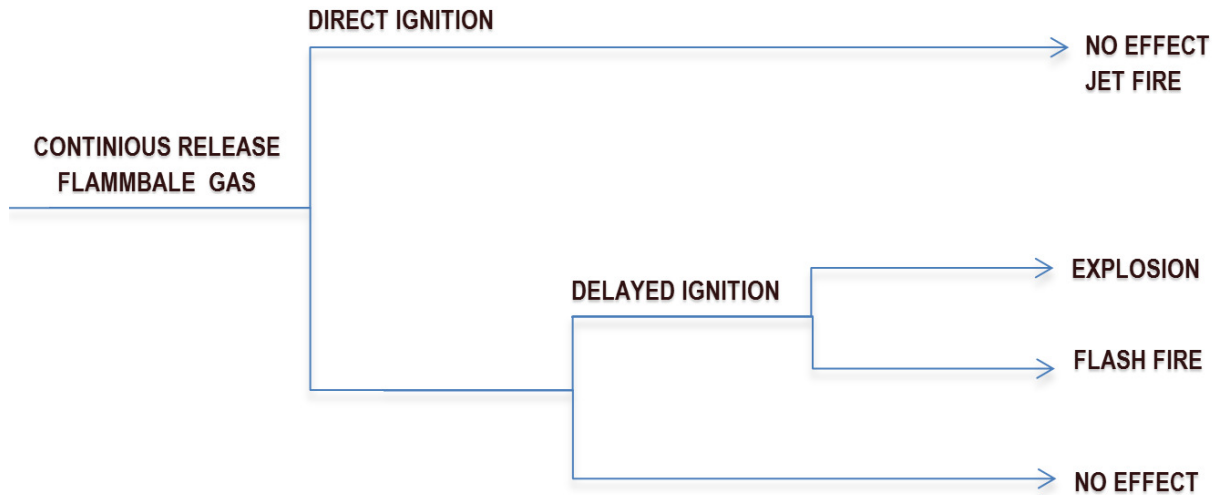 DIRECT IGNITION
NO EFFECT
JET FIRE
CONTINIOUS RELEASE
FLAMMBALE GAS
EXPLOSION
DELAYED IGNITION
FLASH FIRE
NO EFFECT